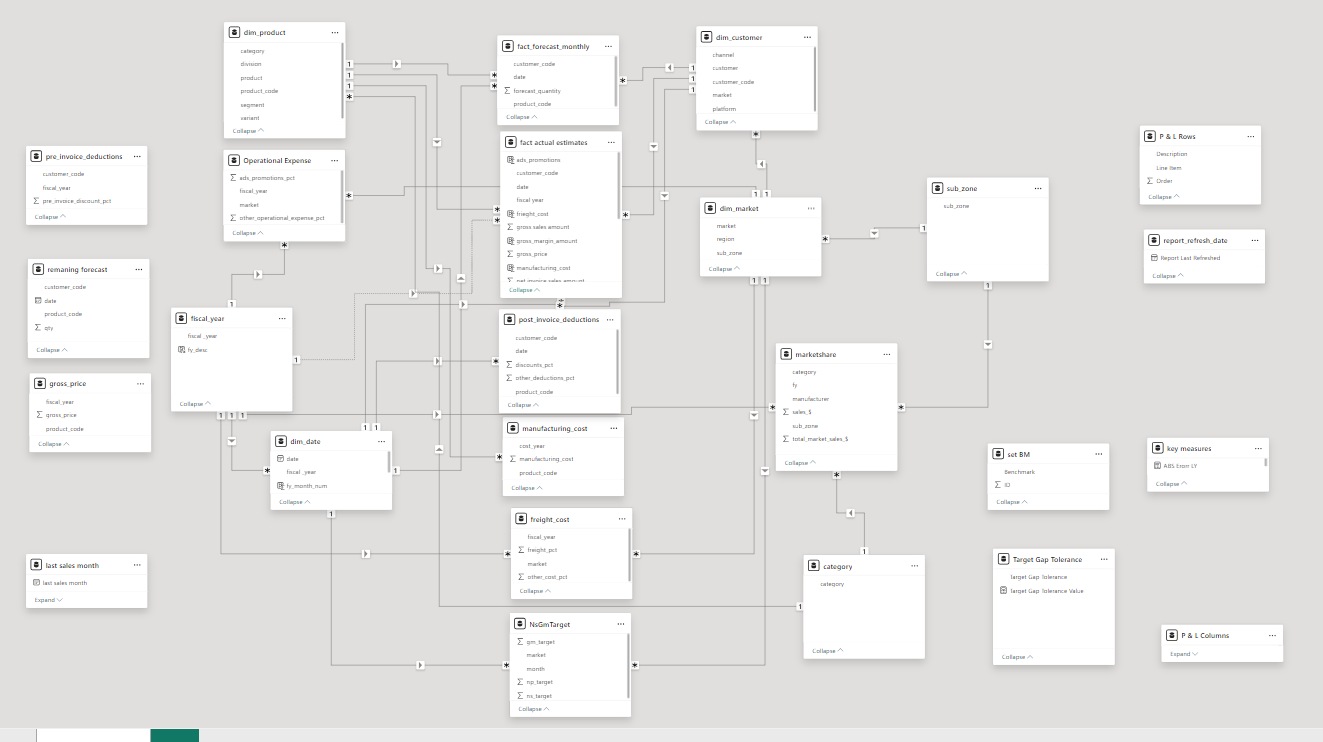 dim_product
category
division
product
product_code
segment
variant
Collapse
fact_forecast_monthly
customer_code
date
forecast_quantity
product_code
Collapse
dim_customer
channel
customer
customer_code
market
platform
Collapse
pre_invoice_deductions
customer_code
fiscal_year
pre_invoice_discount_pct
Collapse
Operational Expense
ads_promotions_pct
fiscal_year
market
other_operational_expense_pct
Collapse
fact actual estimates
ads_promotions
customer_code
date
fiscal year
frieght_cost
gross sales amount
gross_margin_amount
gross_price
manufacturing_cost
net invoice sales amount
Collapse
P & L Rows
Description
Line Item
Order
Collapse
dim_market
market
region
sub_zone
Collapse
sub_zone
sub_zone
Collapse
report_refresh_date
Report Last Refreshed
Collapse
remaning forecast
customer_code
date
product_code
qty
Collapse
fiscal_year
fiscal _year
fy_desc
Collapse
post_invoice_deductions
customer_code
date
discounts_pct
other_deductions_pct
product_code
Collapse
marketshare
category
fy
manufacturer
sales_$
sub_zone
total_market_sales_$
Collapse
gross_price
fiscal_year
gross_price
product_code
Collapse
dim_date
date
fiscal _year
fy_month_num
Collapse
manufacturing_cost
cost_year
manufacturing_cost
product_code
Collapse
set BM
Benchmark
ID
Collapse
key measures
ABS Erorr LY
Collapse
freight_cost
fiscal_year
freight_pct
market
other_cost_pct
Collapse
last sales month
last sales month
Expand
category
category
Collapse
Target Gap Tolerance
Target Gap Tolerance
Target Gap Tolerance Value
Collapse
NsGmTarget
gm_target
market
month
np_target
ns_target
Collapse
P & L Columns
Expand